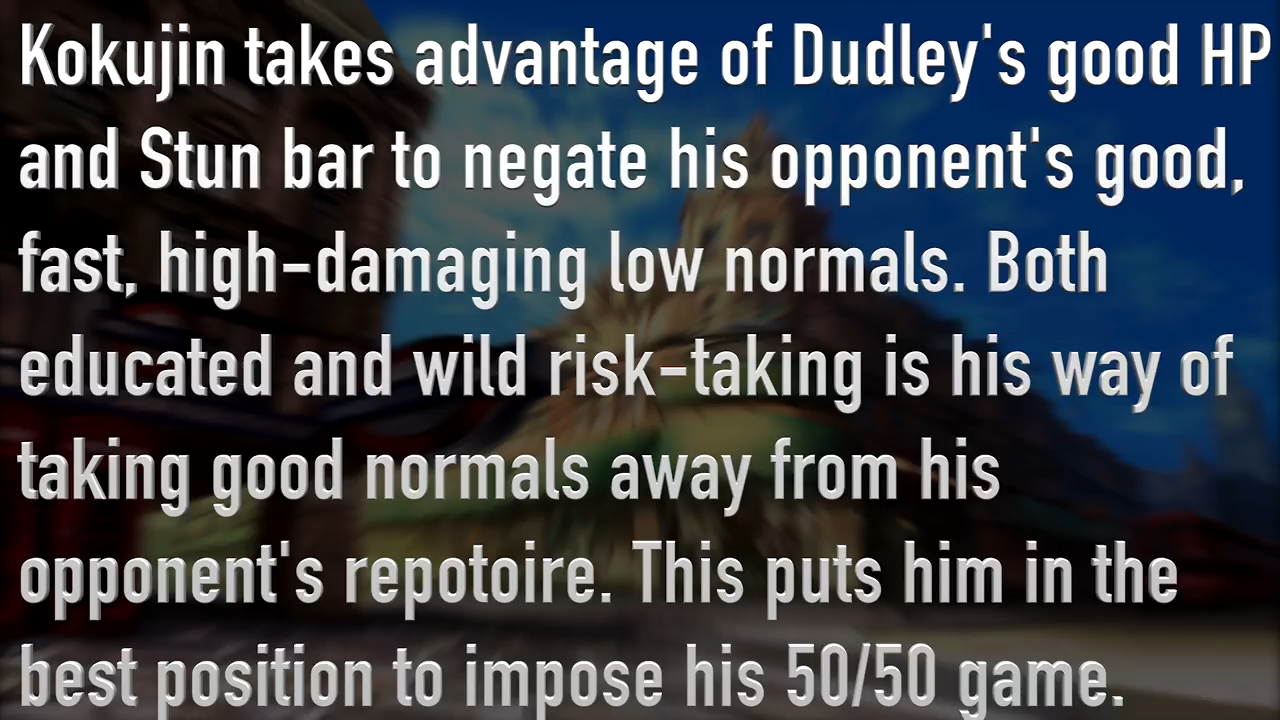 Kokujin takes advantage of Dudley's good HP
and Stun bar to negate his opponent's good,
fast, high-damaging low normals. Both
educated and wild risk-taking is his way of
taking good normals away from his
opponent's repotoire. This puts him in the
best position to impose his 50/50 game.